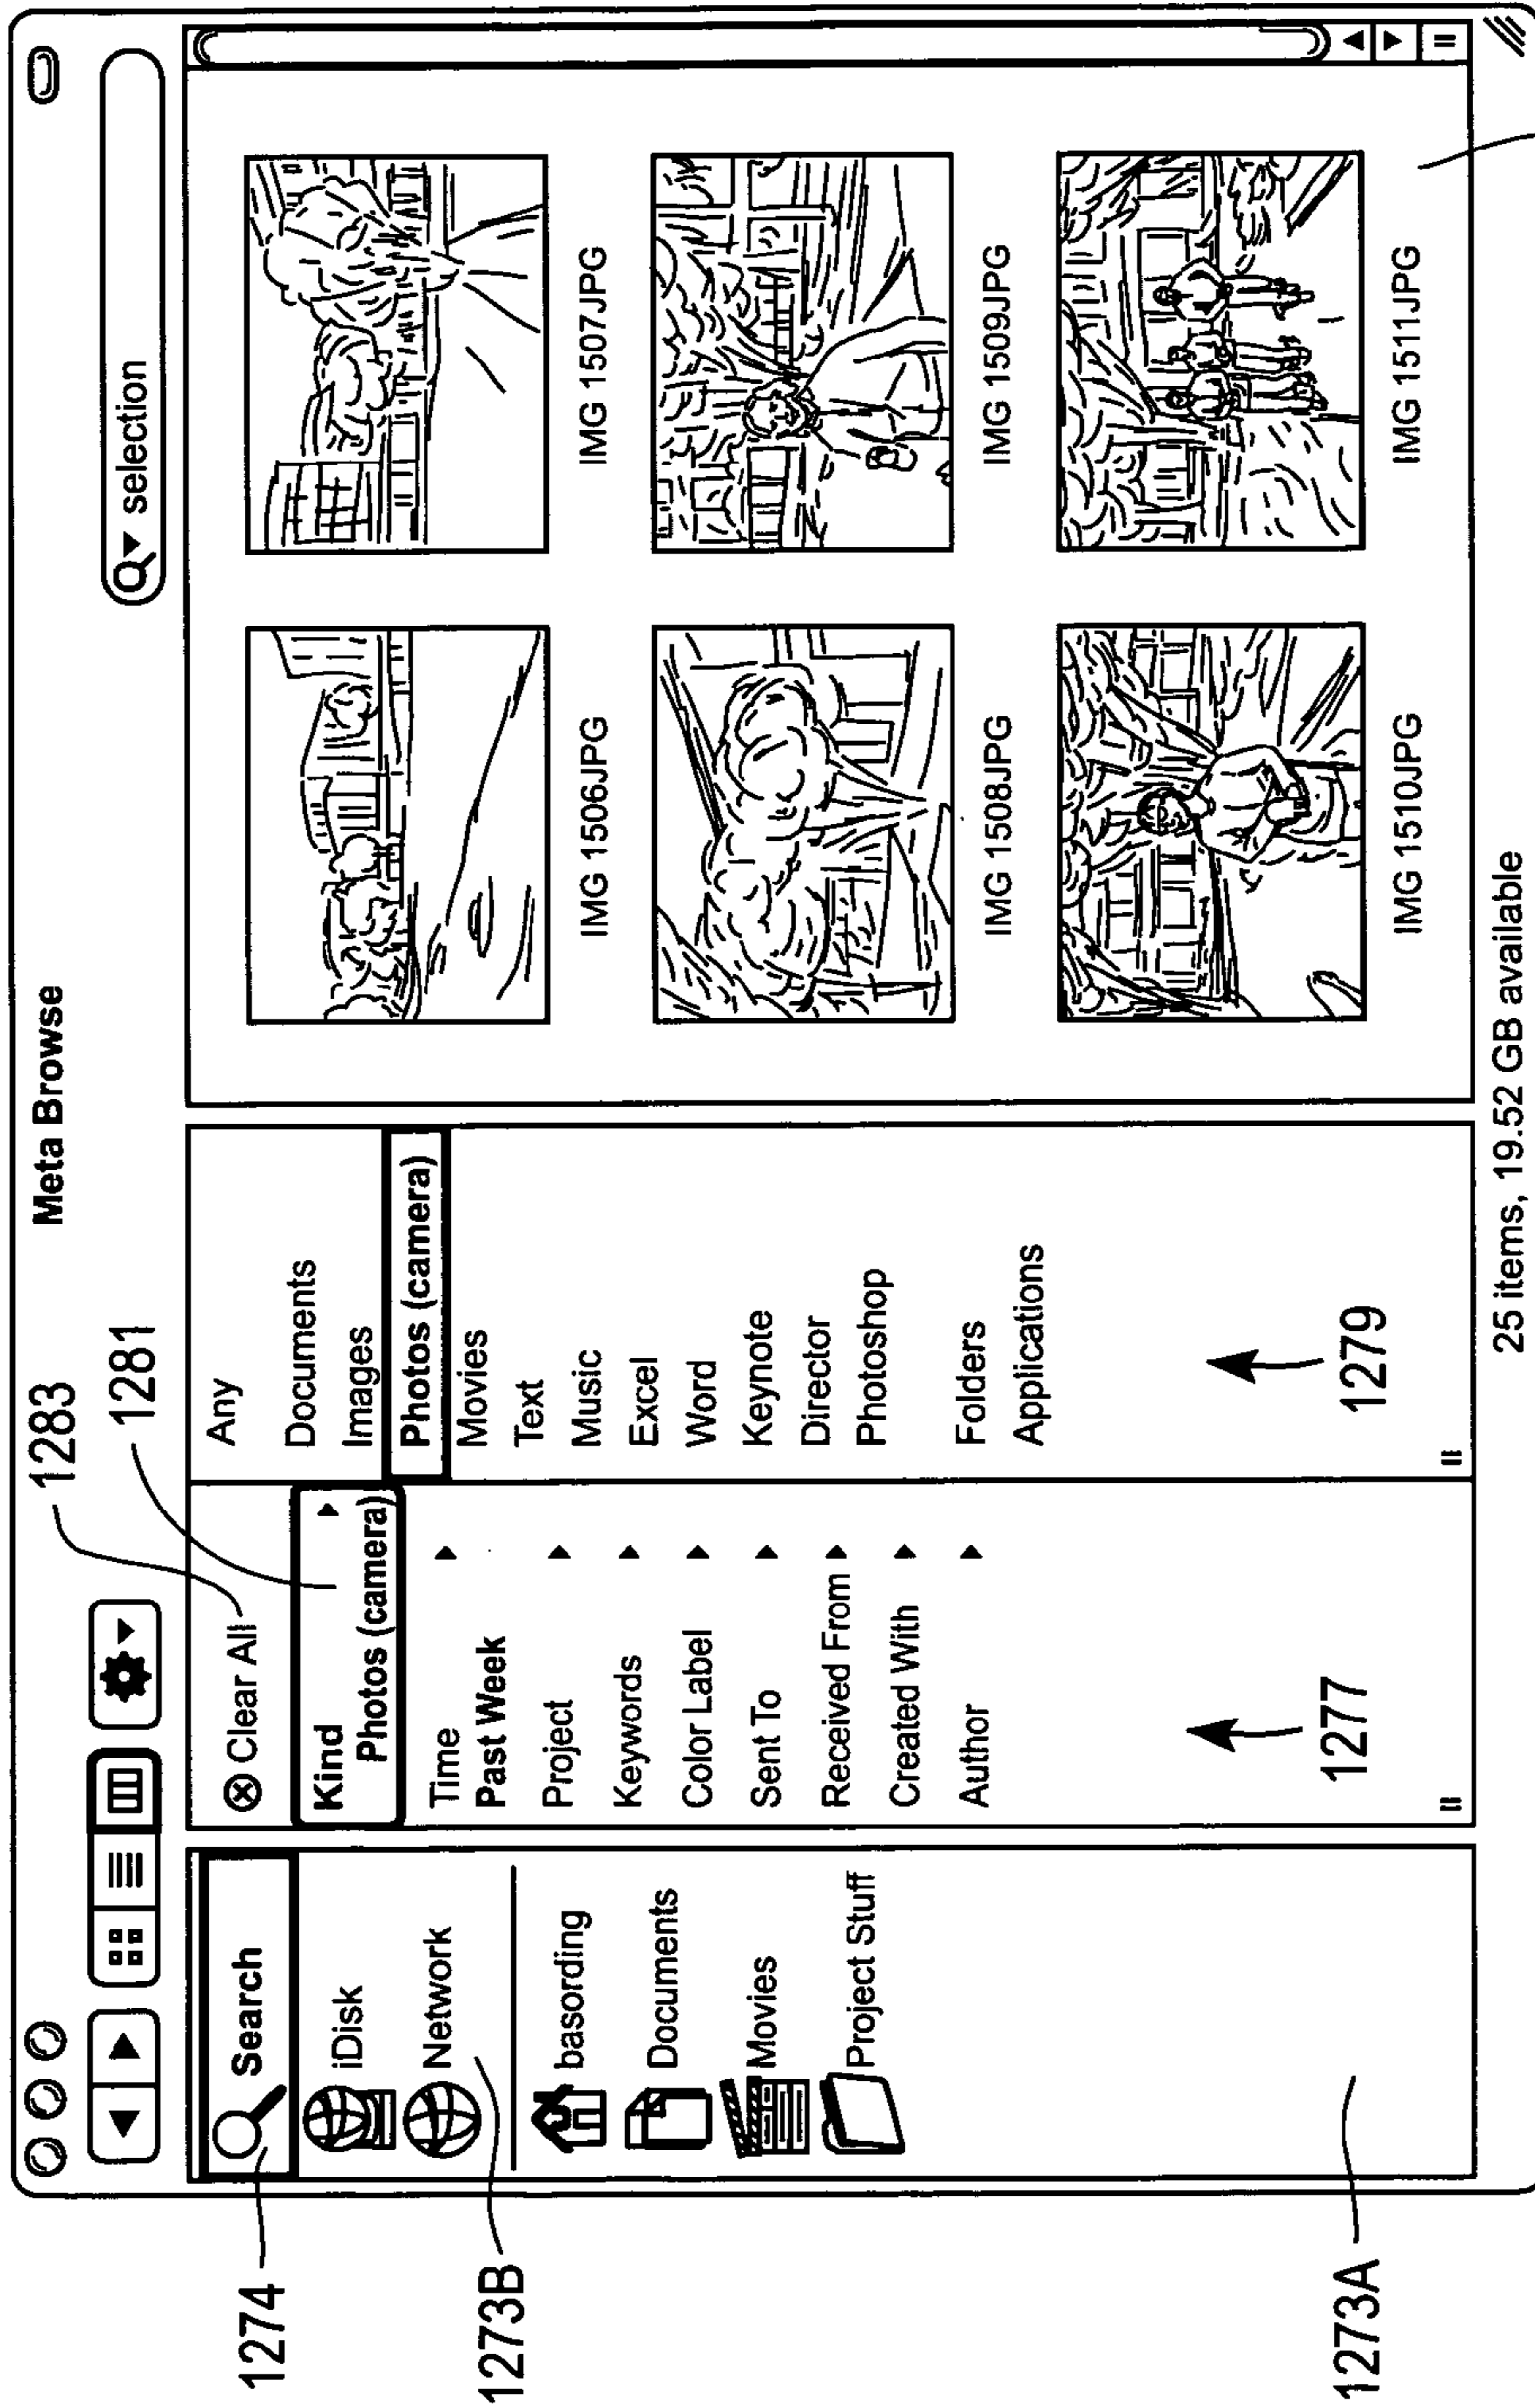 Meta Browse
selection
1283
1281
1274
1273B
1273A
Search
iDisk
Network
basording
Documents
Movies
Project Stuff
Clear All
Kind
Photos (camera)
Time
Past Week
Project
Keywords
Color Label
Sent To
Received From
Created With
Author
1277
Any
Documents
Images
Photos (camera)
Movies
Text
Music
Excel
Word
Keynote
Director
Photoshop
Folders
Applications
1279
IMG 1506JPG
IMG 1507JPG
IMG 1508JPG
IMG 1509JPG
IMG 1510JPG
IMG 1511JPG
25 items, 19.52 GB available